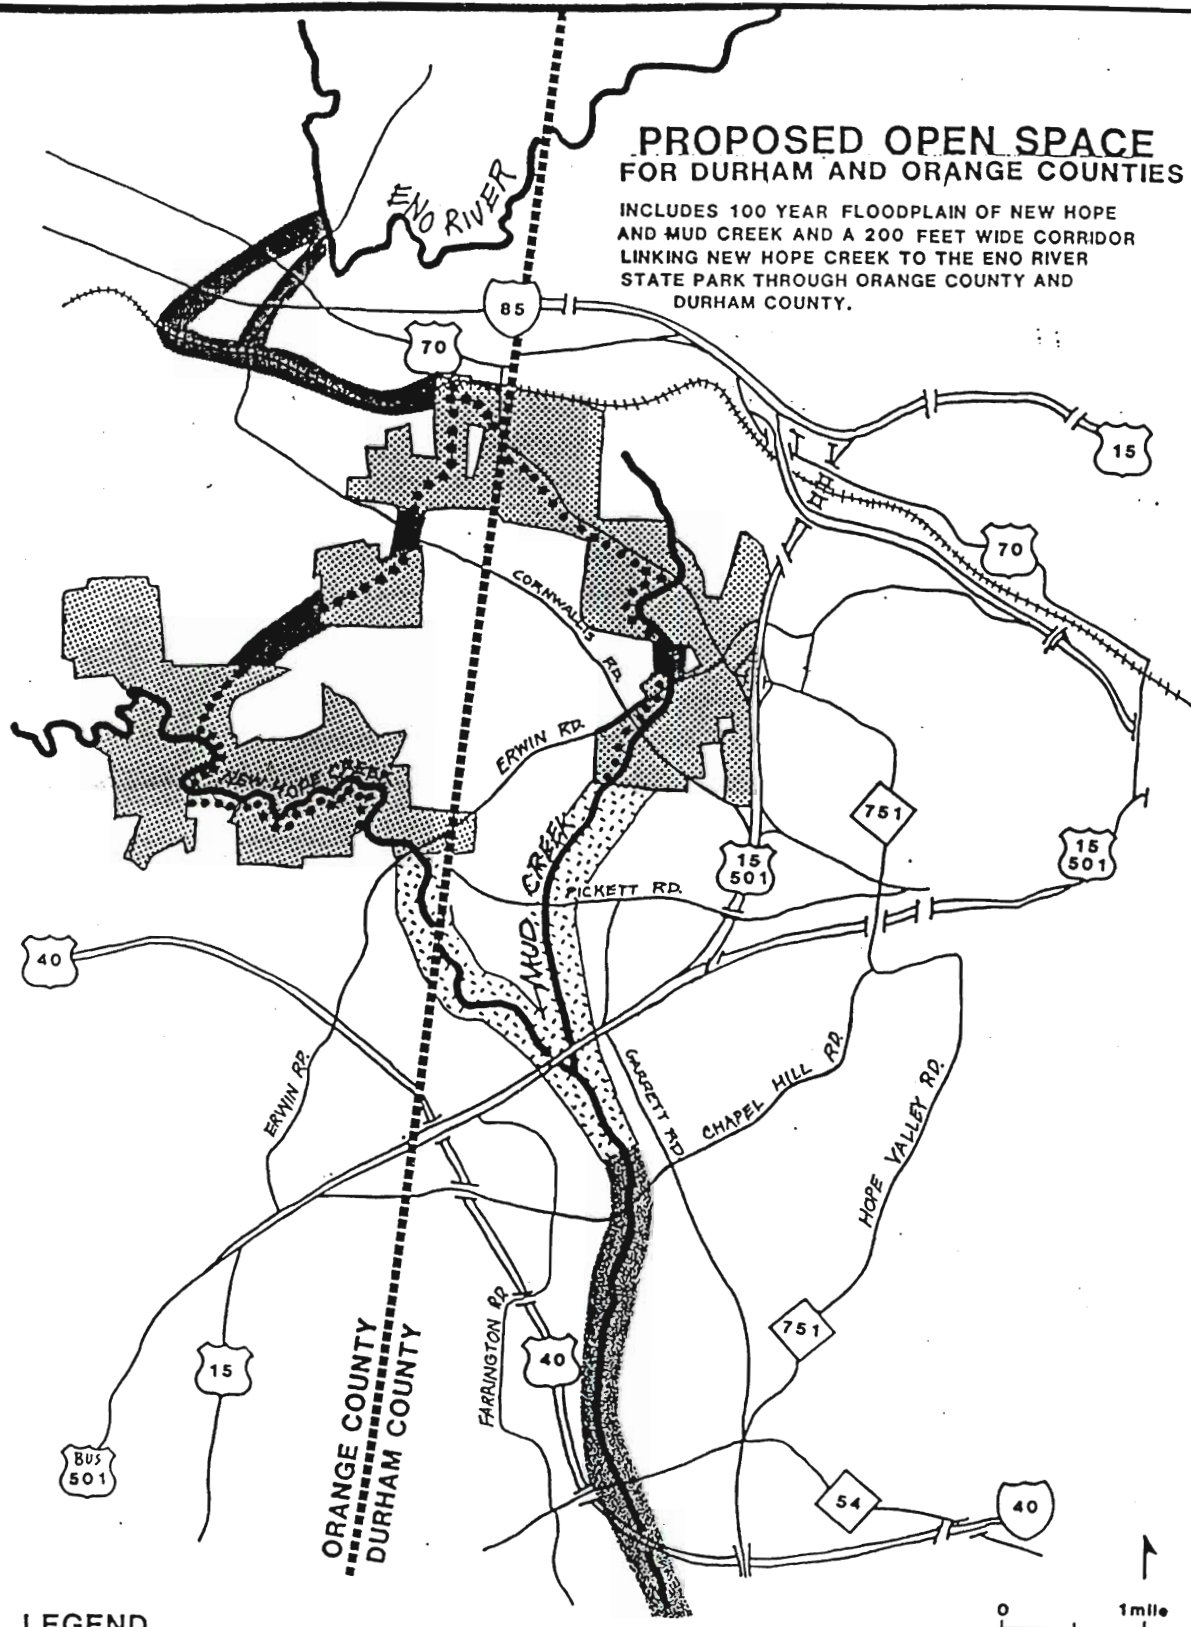 PROPOSED OPEN SPACE
FOR DURHAM AND ORANGE COUNTIES
INCLUDES 100 YEAR FLOODPLAIN OF NEW HOPE
AND MUD CREEK AND A 200 FEET WIDE CORRIDOR
LINKING NEW HOPE CREEK TO THE ENO RIVER
STATE PARK THROUGH ORANGE COUNTY AND
DURHAM COUNTY.
ENO RIVER
85
70
15
70
CORNWALLIS RD.
ERWIN RD.
NEW HOPE CREEK
751
15
501
15
501
MUD CREEK
PICKETT RD.
40
ERWIN RD.
GARRETT RD
CHAPEL HILL RD.
HOPE VALLEY RD.
751
FARRINGTON RD.
40
15
BUS
501
ORANGE COUNTY
DURHAM COUNTY
54
40
0 1mile
LEGEND